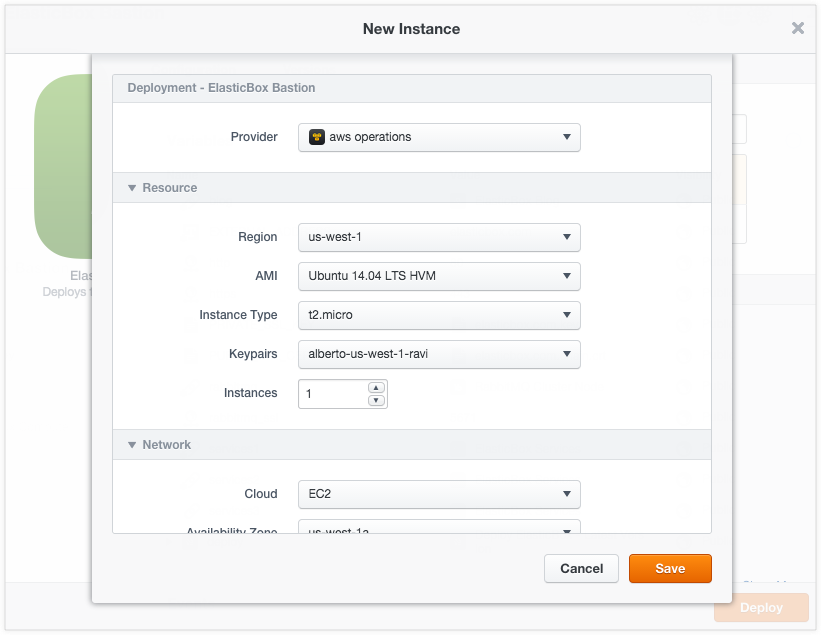 New Instance
Deployment - ElasticBox Bastion
Provider aws operations
Resource
Region us-west-1
AMI Ubuntu 14.04 LTS HVM
Instance Type t2.micro
Keypairs alberto-us-west-1-ravi
Instances 1
Elas
Deploys
Network
Cloud EC2
Availability Zone us-west-1a
Cancel Save
Deploy